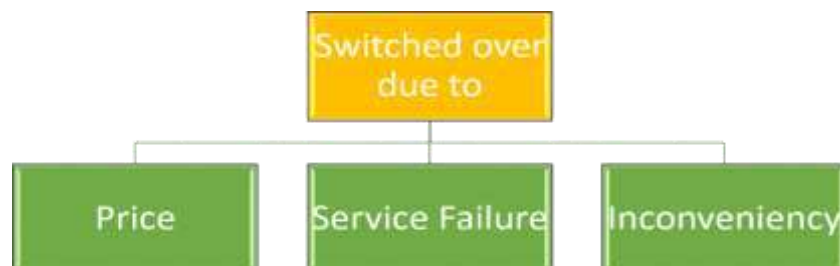 Switched over
due to
Price
Service Failure
Inconveniency